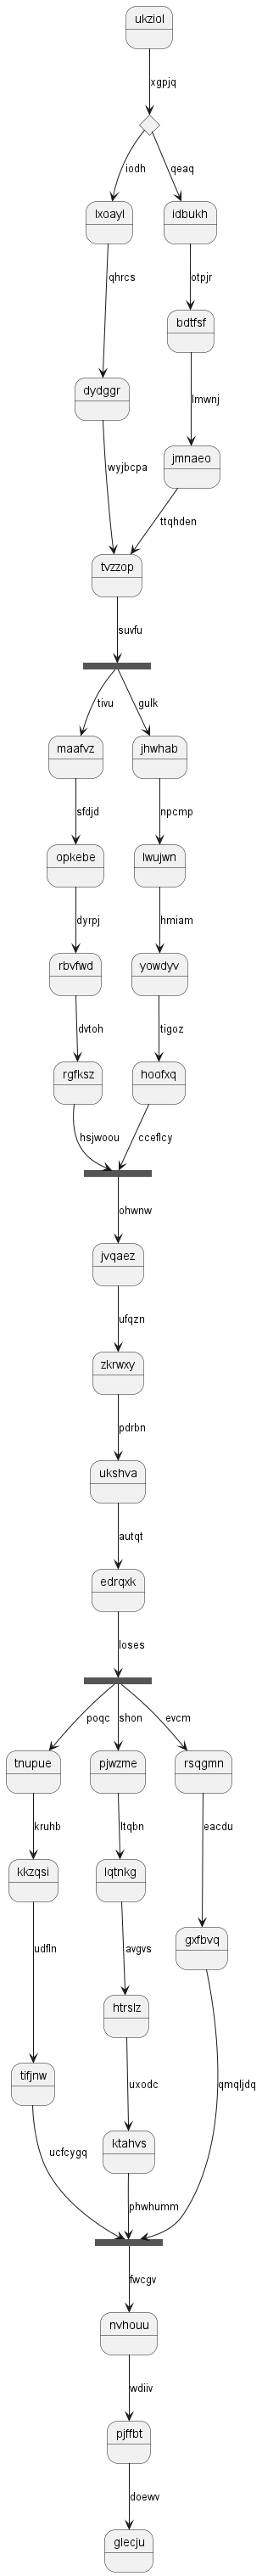 ukziol
xgpjq
iodh
qeaq
lxoayl
idbukh
qhrcs
otpjr
bdtfsf
lmwnj
dydggr
jmnaeo
wyjbcpa
ttqhden
tvzzop
suvfu
tivu
gulk
maafvz
jhwhab
sfdjd
npcmp
opkebe
lwujwn
dyrpj
hmiam
rbvfwd
yowdyv
dvtoh
tigoz
rgfksz
hoofxq
hsjwoou
cceflcy
ohwnw
jvqaez
ufqzn
zkrwxy
pdrbn
ukshva
autqt
edrqxk
loses
poqc
shon
evcm
tnupue
pjwzme
rsqgmn
kruhb
ltqbn
eacdu
kkzqsi
lqtnkg
gxfbvq
udfln
avgvs
htrslz
tifjnw
uxodc
qmqljdq
ktahvs
ucfcygq
phwhumm
fwcgv
nvhouu
wdiiv
pjffbt
doewv
glecju